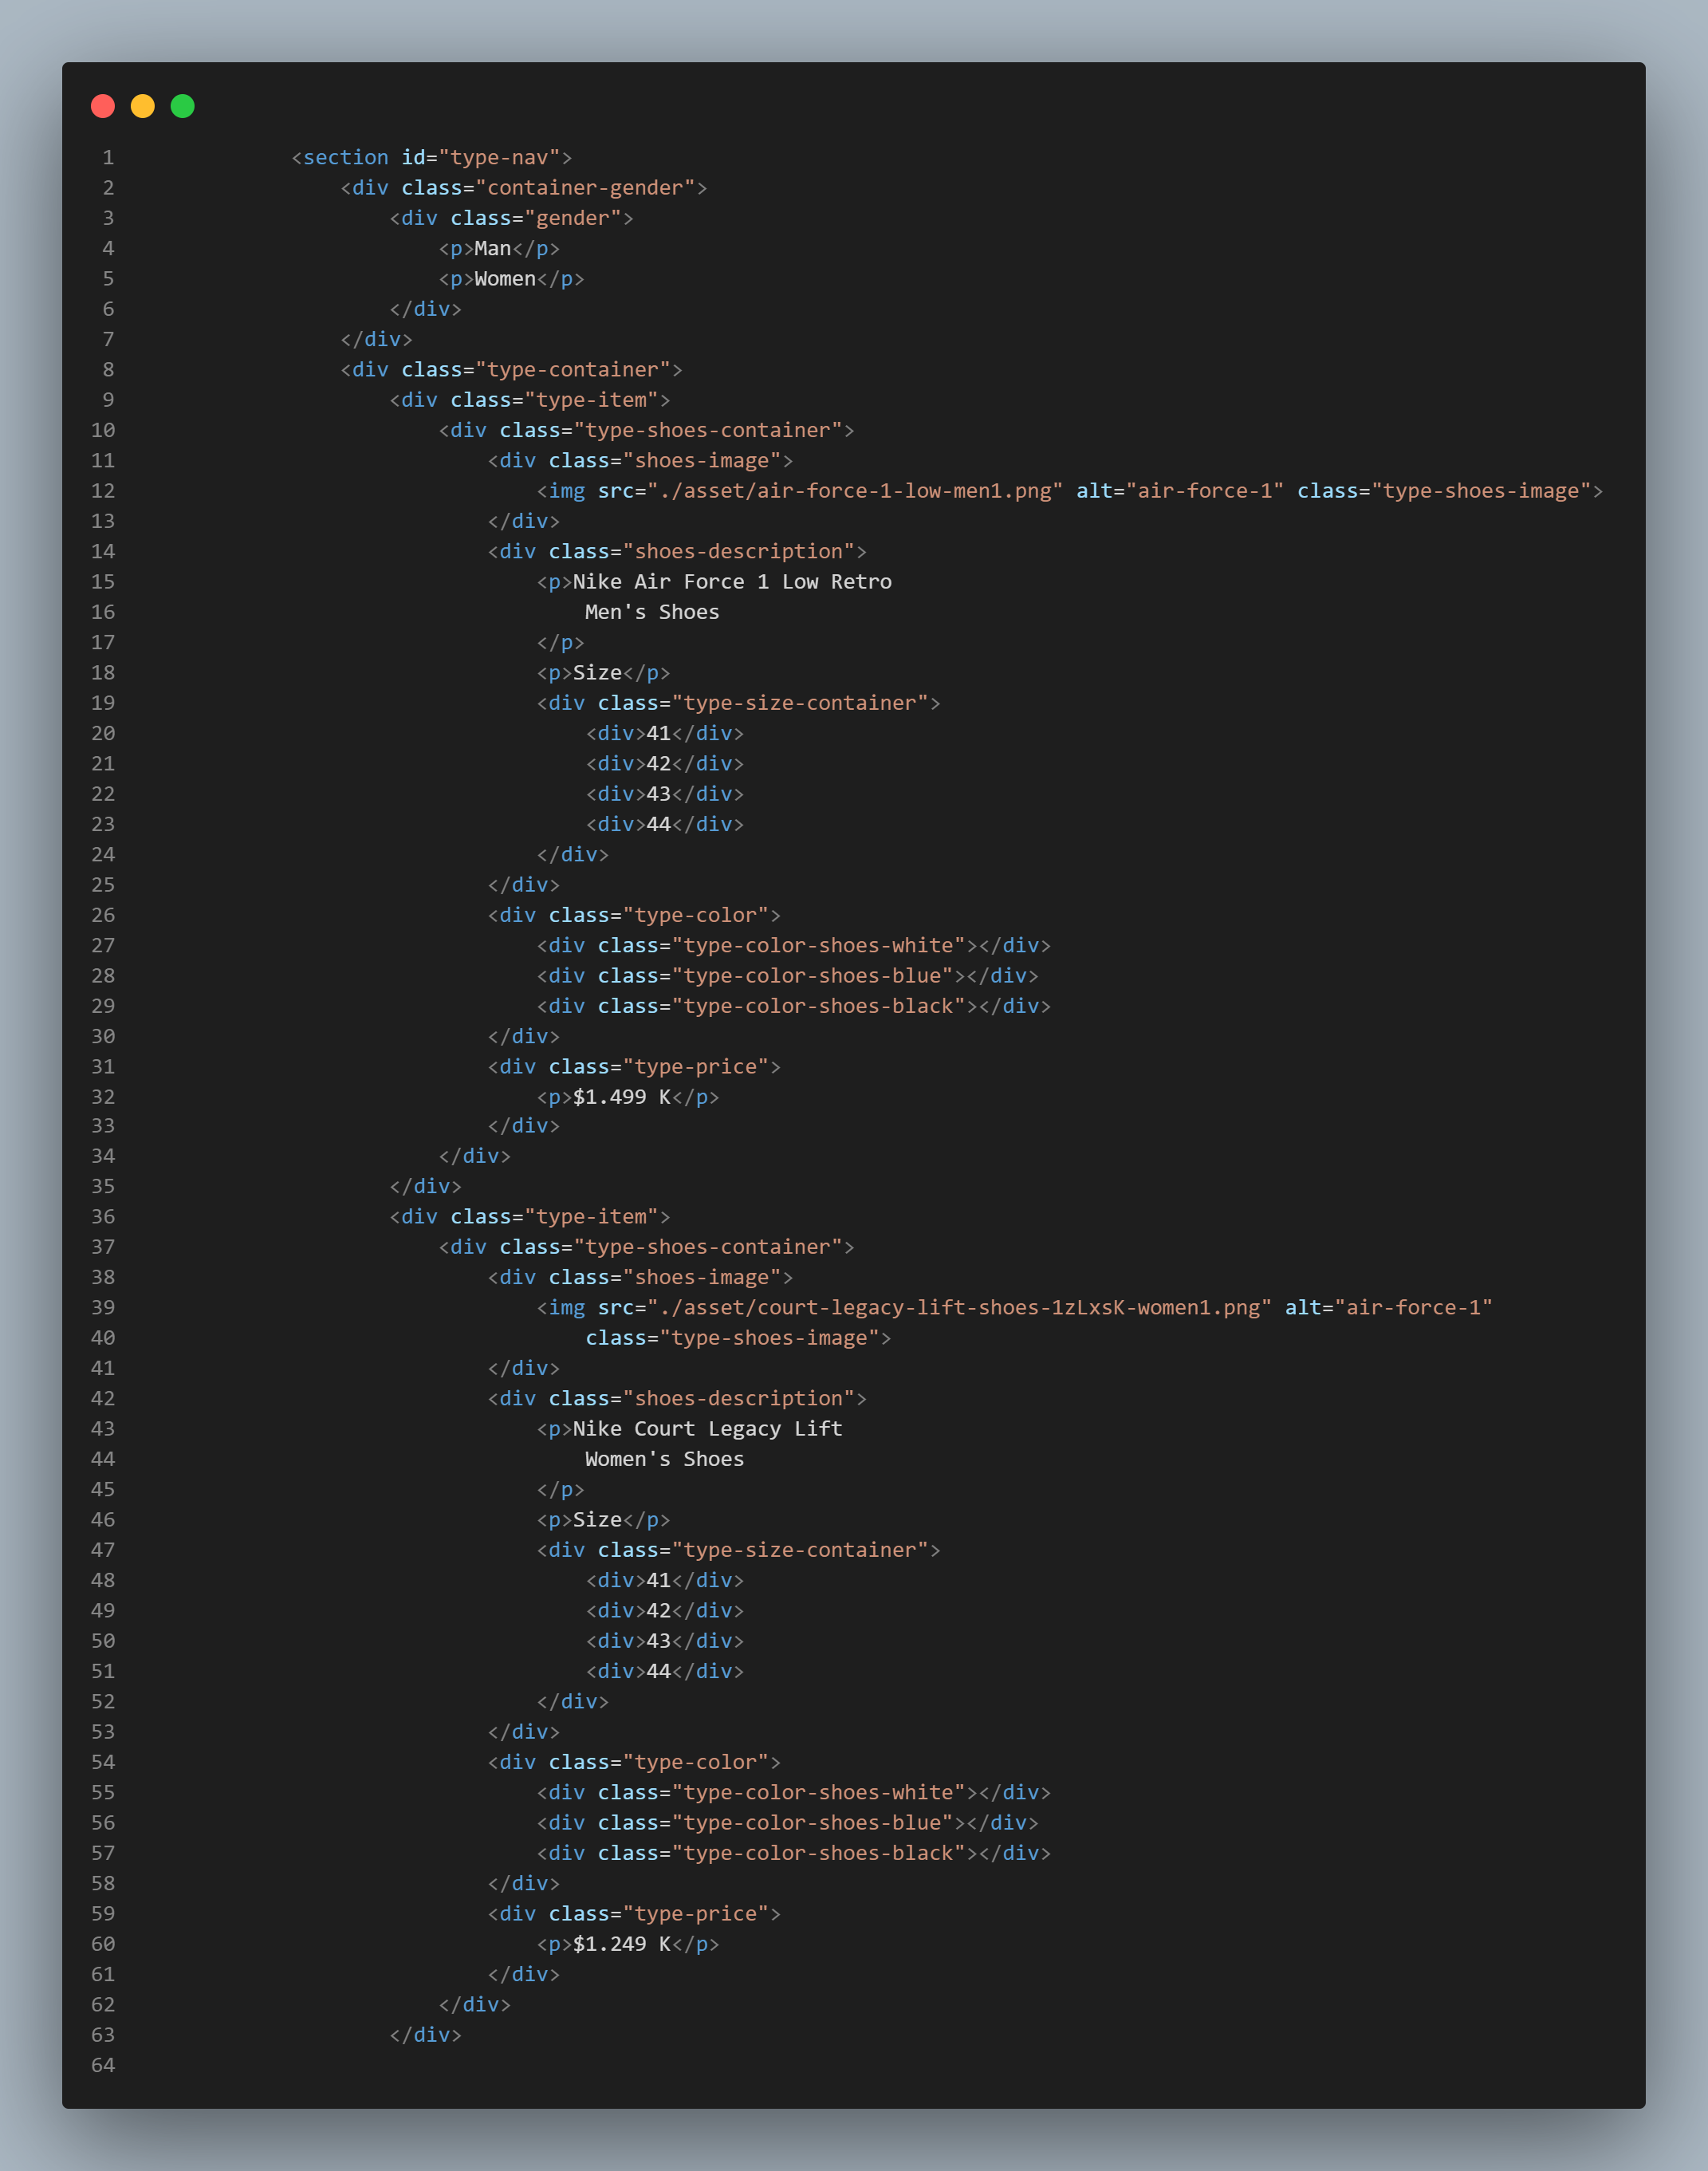 1 <section id="type-nav">
2 <div class="container-gender">
3 <div class="gender">
4 <p>Man</p>
5 <p>Women</p>
6 </div>
7 </div>
8 <div class="type-container">
9 <div class="type-item">
10 <div class="type-shoes-container">
11 <div class="shoes-image">
12 <img src="./asset/air-force-1-low-men1.png" alt="air-force-1" class="type-shoes-image">
13 </div>
14 <div class="shoes-description">
15 <p>Nike Air Force 1 Low Retro
16 Men's Shoes
17 </p>
18 <p>Size</p>
19 <div class="type-size-container">
20 <div>41</div>
21 <div>42</div>
22 <div>43</div>
23 <div>44</div>
24 </div>
25 </div>
26 <div class="type-color">
27 <div class="type-color-shoes-white"></div>
28 <div class="type-color-shoes-blue"></div>
29 <div class="type-color-shoes-black"></div>
30 </div>
31 <div class="type-price">
32 <p>$1.499 K</p>
33 </div>
34 </div>
35 </div>
36 <div class="type-item">
37 <div class="type-shoes-container">
38 <div class="shoes-image">
39 <img src="./asset/court-legacy-lift-shoes-1zLxsK-women1.png" alt="air-force-1"
40 class="type-shoes-image">
41 </div>
42 <div class="shoes-description">
43 <p>Nike Court Legacy Lift
44 Women's Shoes
45 </p>
46 <p>Size</p>
47 <div class="type-size-container">
48 <div>41</div>
49 <div>42</div>
50 <div>43</div>
51 <div>44</div>
52 </div>
53 </div>
54 <div class="type-color">
55 <div class="type-color-shoes-white"></div>
56 <div class="type-color-shoes-blue"></div>
57 <div class="type-color-shoes-black"></div>
58 </div>
59 <div class="type-price">
60 <p>$1.249 K</p>
61 </div>
62 </div>
63 </div>
64